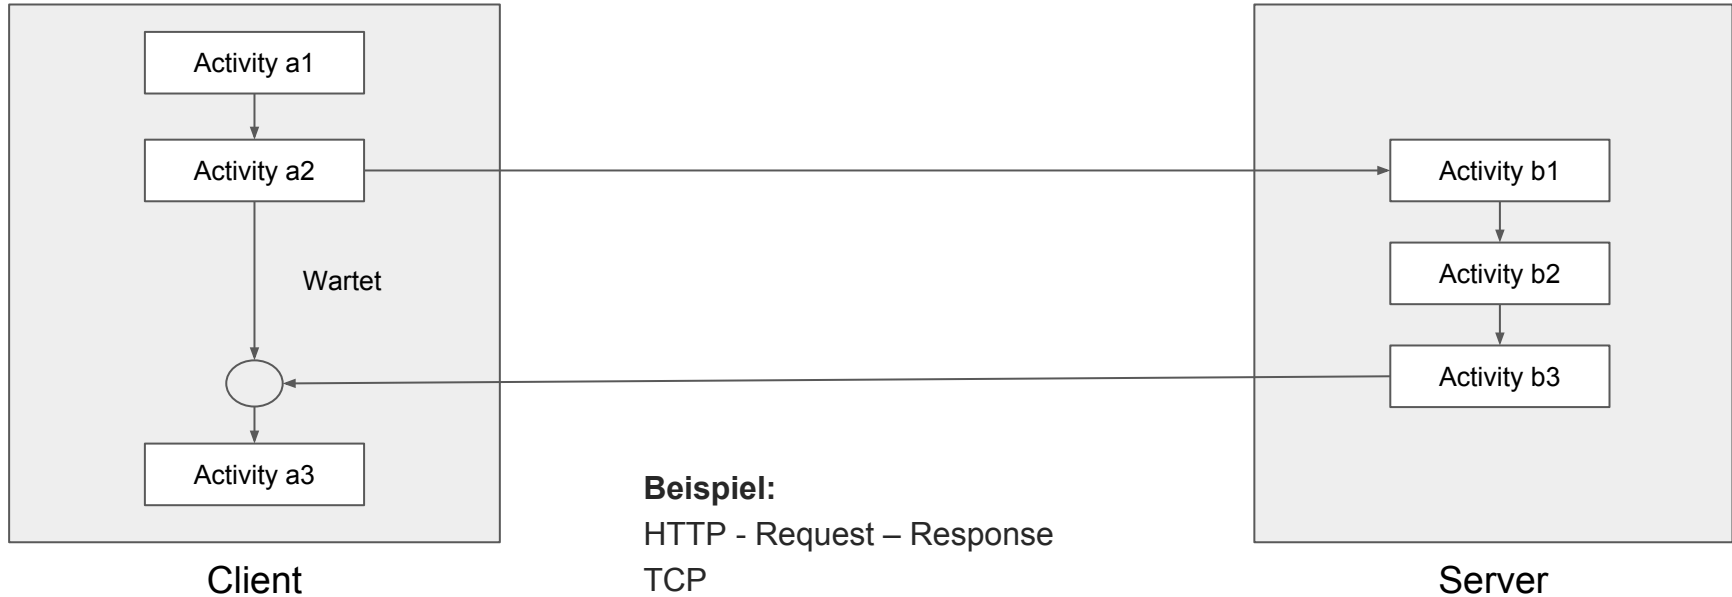 Activity a1
Activity a2
Activity b1
Wartet
Activity b2
Activity b3
Activity a3
Beispiel:
HTTP - Request – Response
TCP
Client
Server